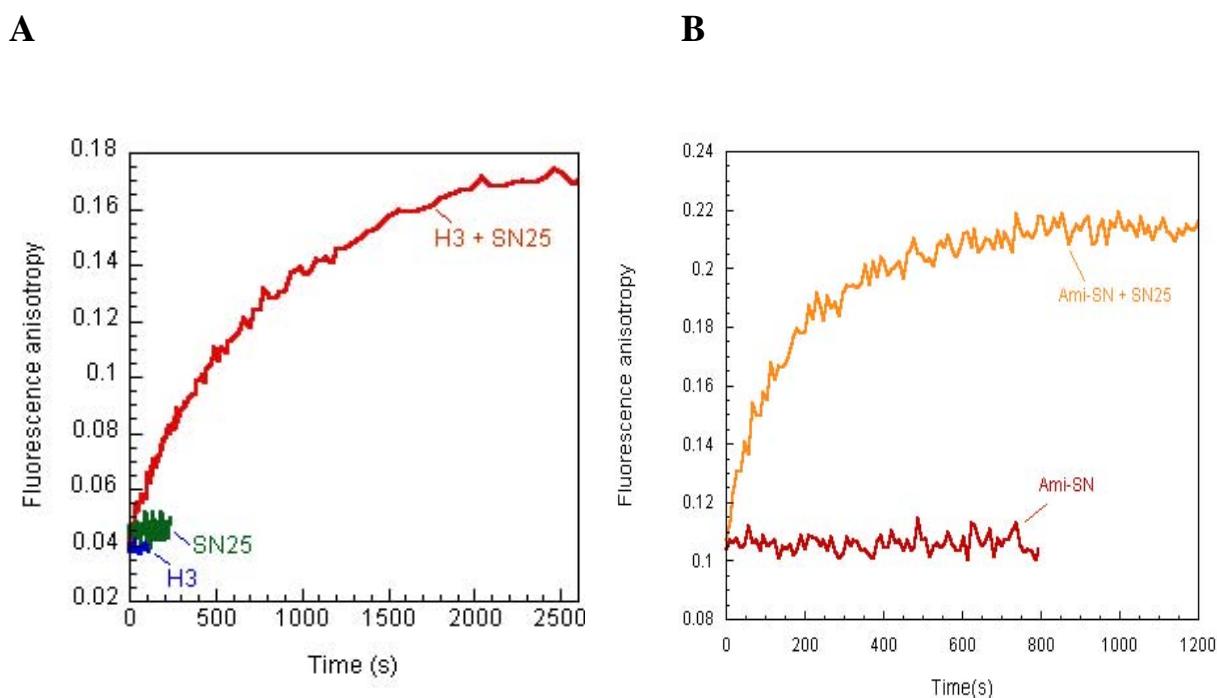 A
B
Fluorescence anisotropy
0.18
0.16
0.14
0.12
0.1
0.08
0.06
0.04
0.02
H3 + SN25
SN25
H3
0 500 1000 1500 2000 2500
Time (s)
Fluorescence anisotropy
0.24
0.22
0.2
0.18
0.16
0.14
0.12
0.1
0.08
Ami-SN + SN25
Ami-SN
0 200 400 600 800 1000 1200
Time(s)